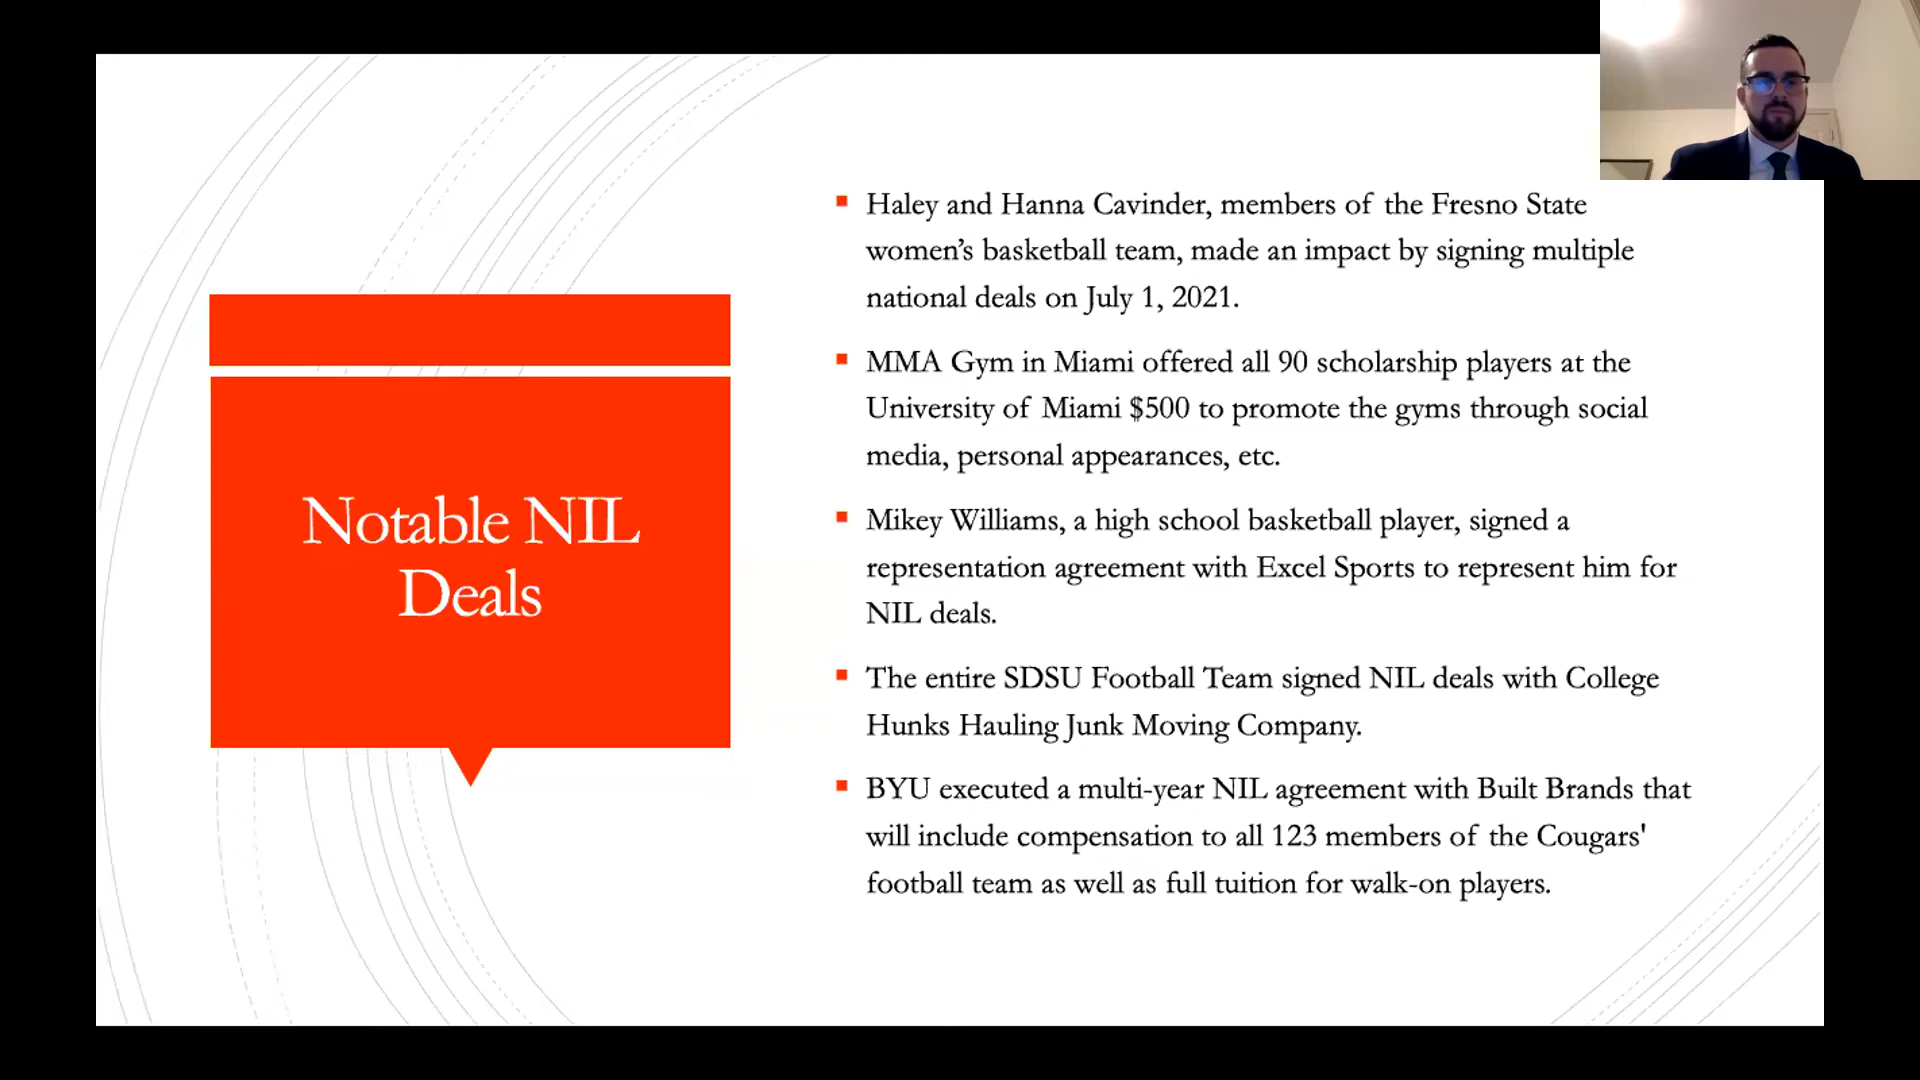 Notable NIL
Deals
Haley and Hanna Cavinder, members of the Fresno State
women’s basketball team, made an impact by signing multiple
national deals on July 1, 2021.
MMA Gym in Miami offered all 90 scholarship players at the
University of Miami $500 to promote the gyms through social
media, personal appearances, etc.
Mikey Williams, a high school basketball player, signed a
representation agreement with Excel Sports to represent him for
NIL deals.
The entire SDSU Football Team signed NIL deals with College
Hunks Hauling Junk Moving Company.
BYU executed a multi-year NIL agreement with Built Brands that
will include compensation to all 123 members of the Cougars'
football team as well as full tuition for walk-on players.